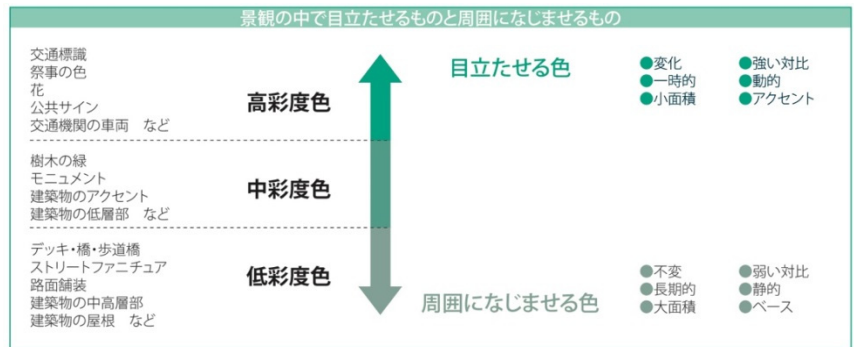 景観の中で目立たせるものと周囲になじませるもの
交通標識
祭事の色
花
公共サイン
交通機関の車両 など
高彩度色
目立たせる色
●変化
●一時的
●小面積
●強い対比
●動的
●アクセント
樹木の緑
モニュメント
建築物のアクセント
建築物の低層部 など
中彩度色
デッキ・橋・歩道橋
ストリートファニチュア
路面舗装
建築物の中高層部
建築物の屋根 など
低彩度色
周囲になじませる色
●不変
●長期的
●大面積
●弱い対比
●静的
●ベース